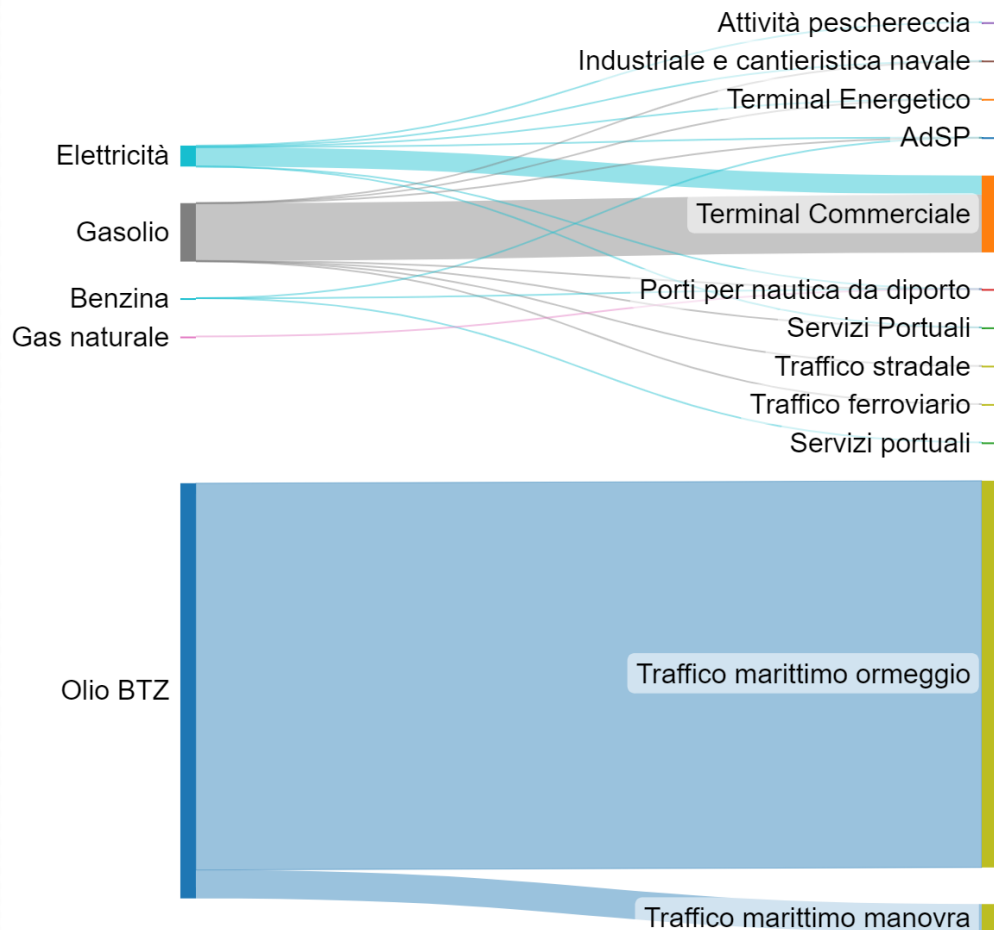 Attività peschereccia
Industriale e cantieristica navale
Terminal Energetico
AdSP
Elettricità
Terminal Commerciale
Gasolio
Porti per nautica da diporto
Benzina
Servizi Portuali
Gas naturale
Traffico stradale
Traffico ferroviario
Servizi portuali
Traffico marittimo ormeggio
Olio BTZ
Traffico marittimo manovra